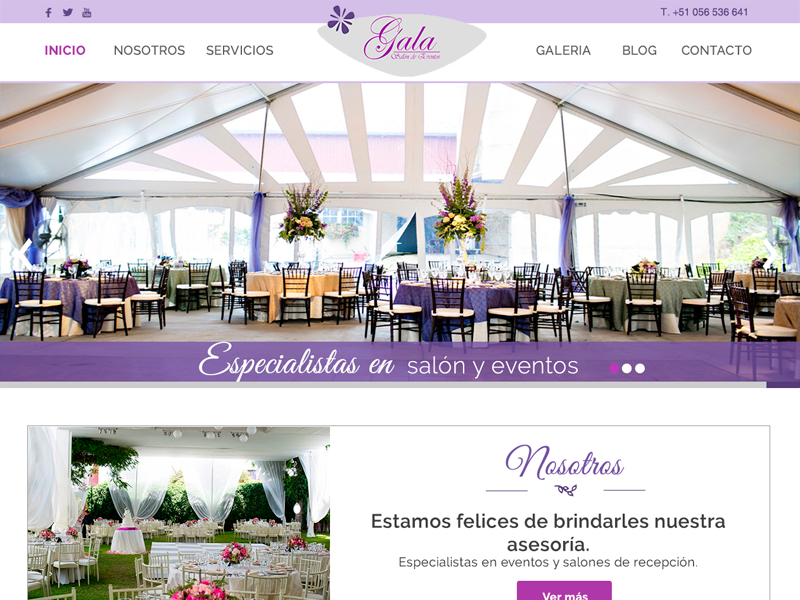 T. +51 056 536 641
INICIO NOSOTROS SERVICIOS
Gala
Salón de Eventos
GALERIA BLOG CONTACTO
Especialistas en salón y eventos
Nosotros
Estamos felices de brindarles nuestra
asesoría.
Especialistas en eventos y salones de recepción.
Ver más